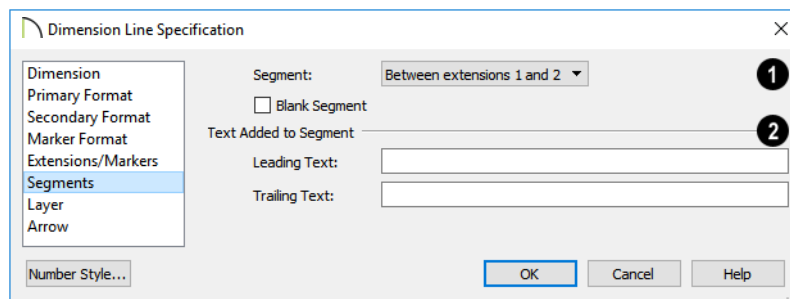 Dimension Line Specification
Dimension
Primary Format
Secondary Format
Marker Format
Extensions/Markers
Segments
Layer
Arrow
Segment:
Between extensions 1 and 2
1
Blank Segment
Text Added to Segment
2
Leading Text:
Trailing Text:
Number Style...
OK
Cancel
Help